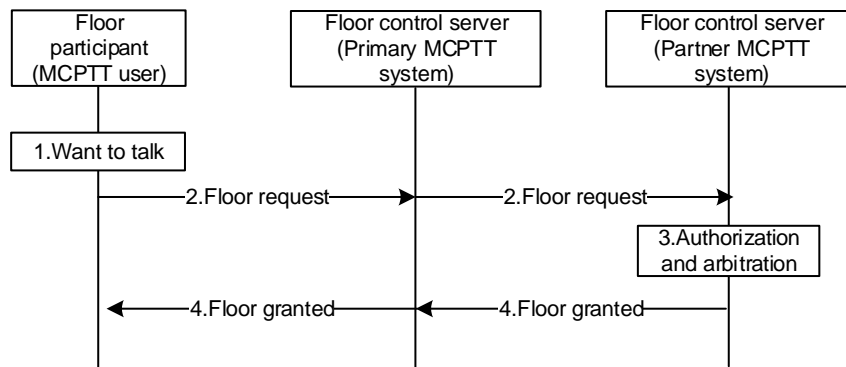 Floor
participant
(MCPTT user)
Floor control server
(Primary MCPTT
system)
Floor control server
(Partner MCPTT
system)
1.Want to talk
2.Floor request
2.Floor request
3.Authorization
and arbitration
4.Floor granted
4.Floor granted